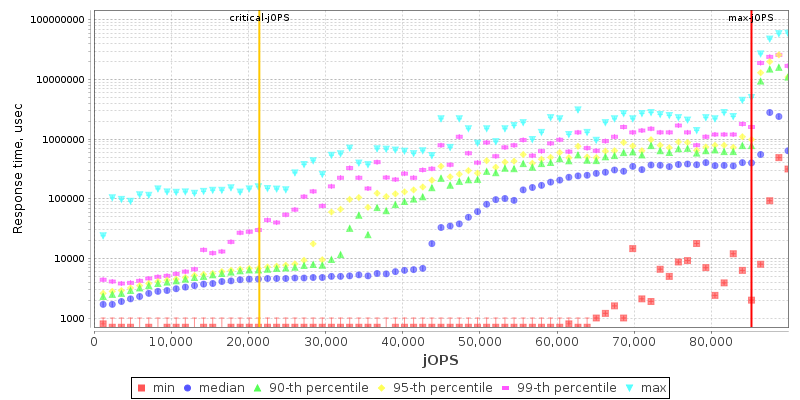 critical-jOPS max-jOPS
100000000
10000000
1000000
100000
10000
1000
Response time, usec
0 10,000 20,000 30,000 40,000 50,000 60,000 70,000 80,000
jOPS
min median 90-th percentile 95-th percentile 99-th percentile max